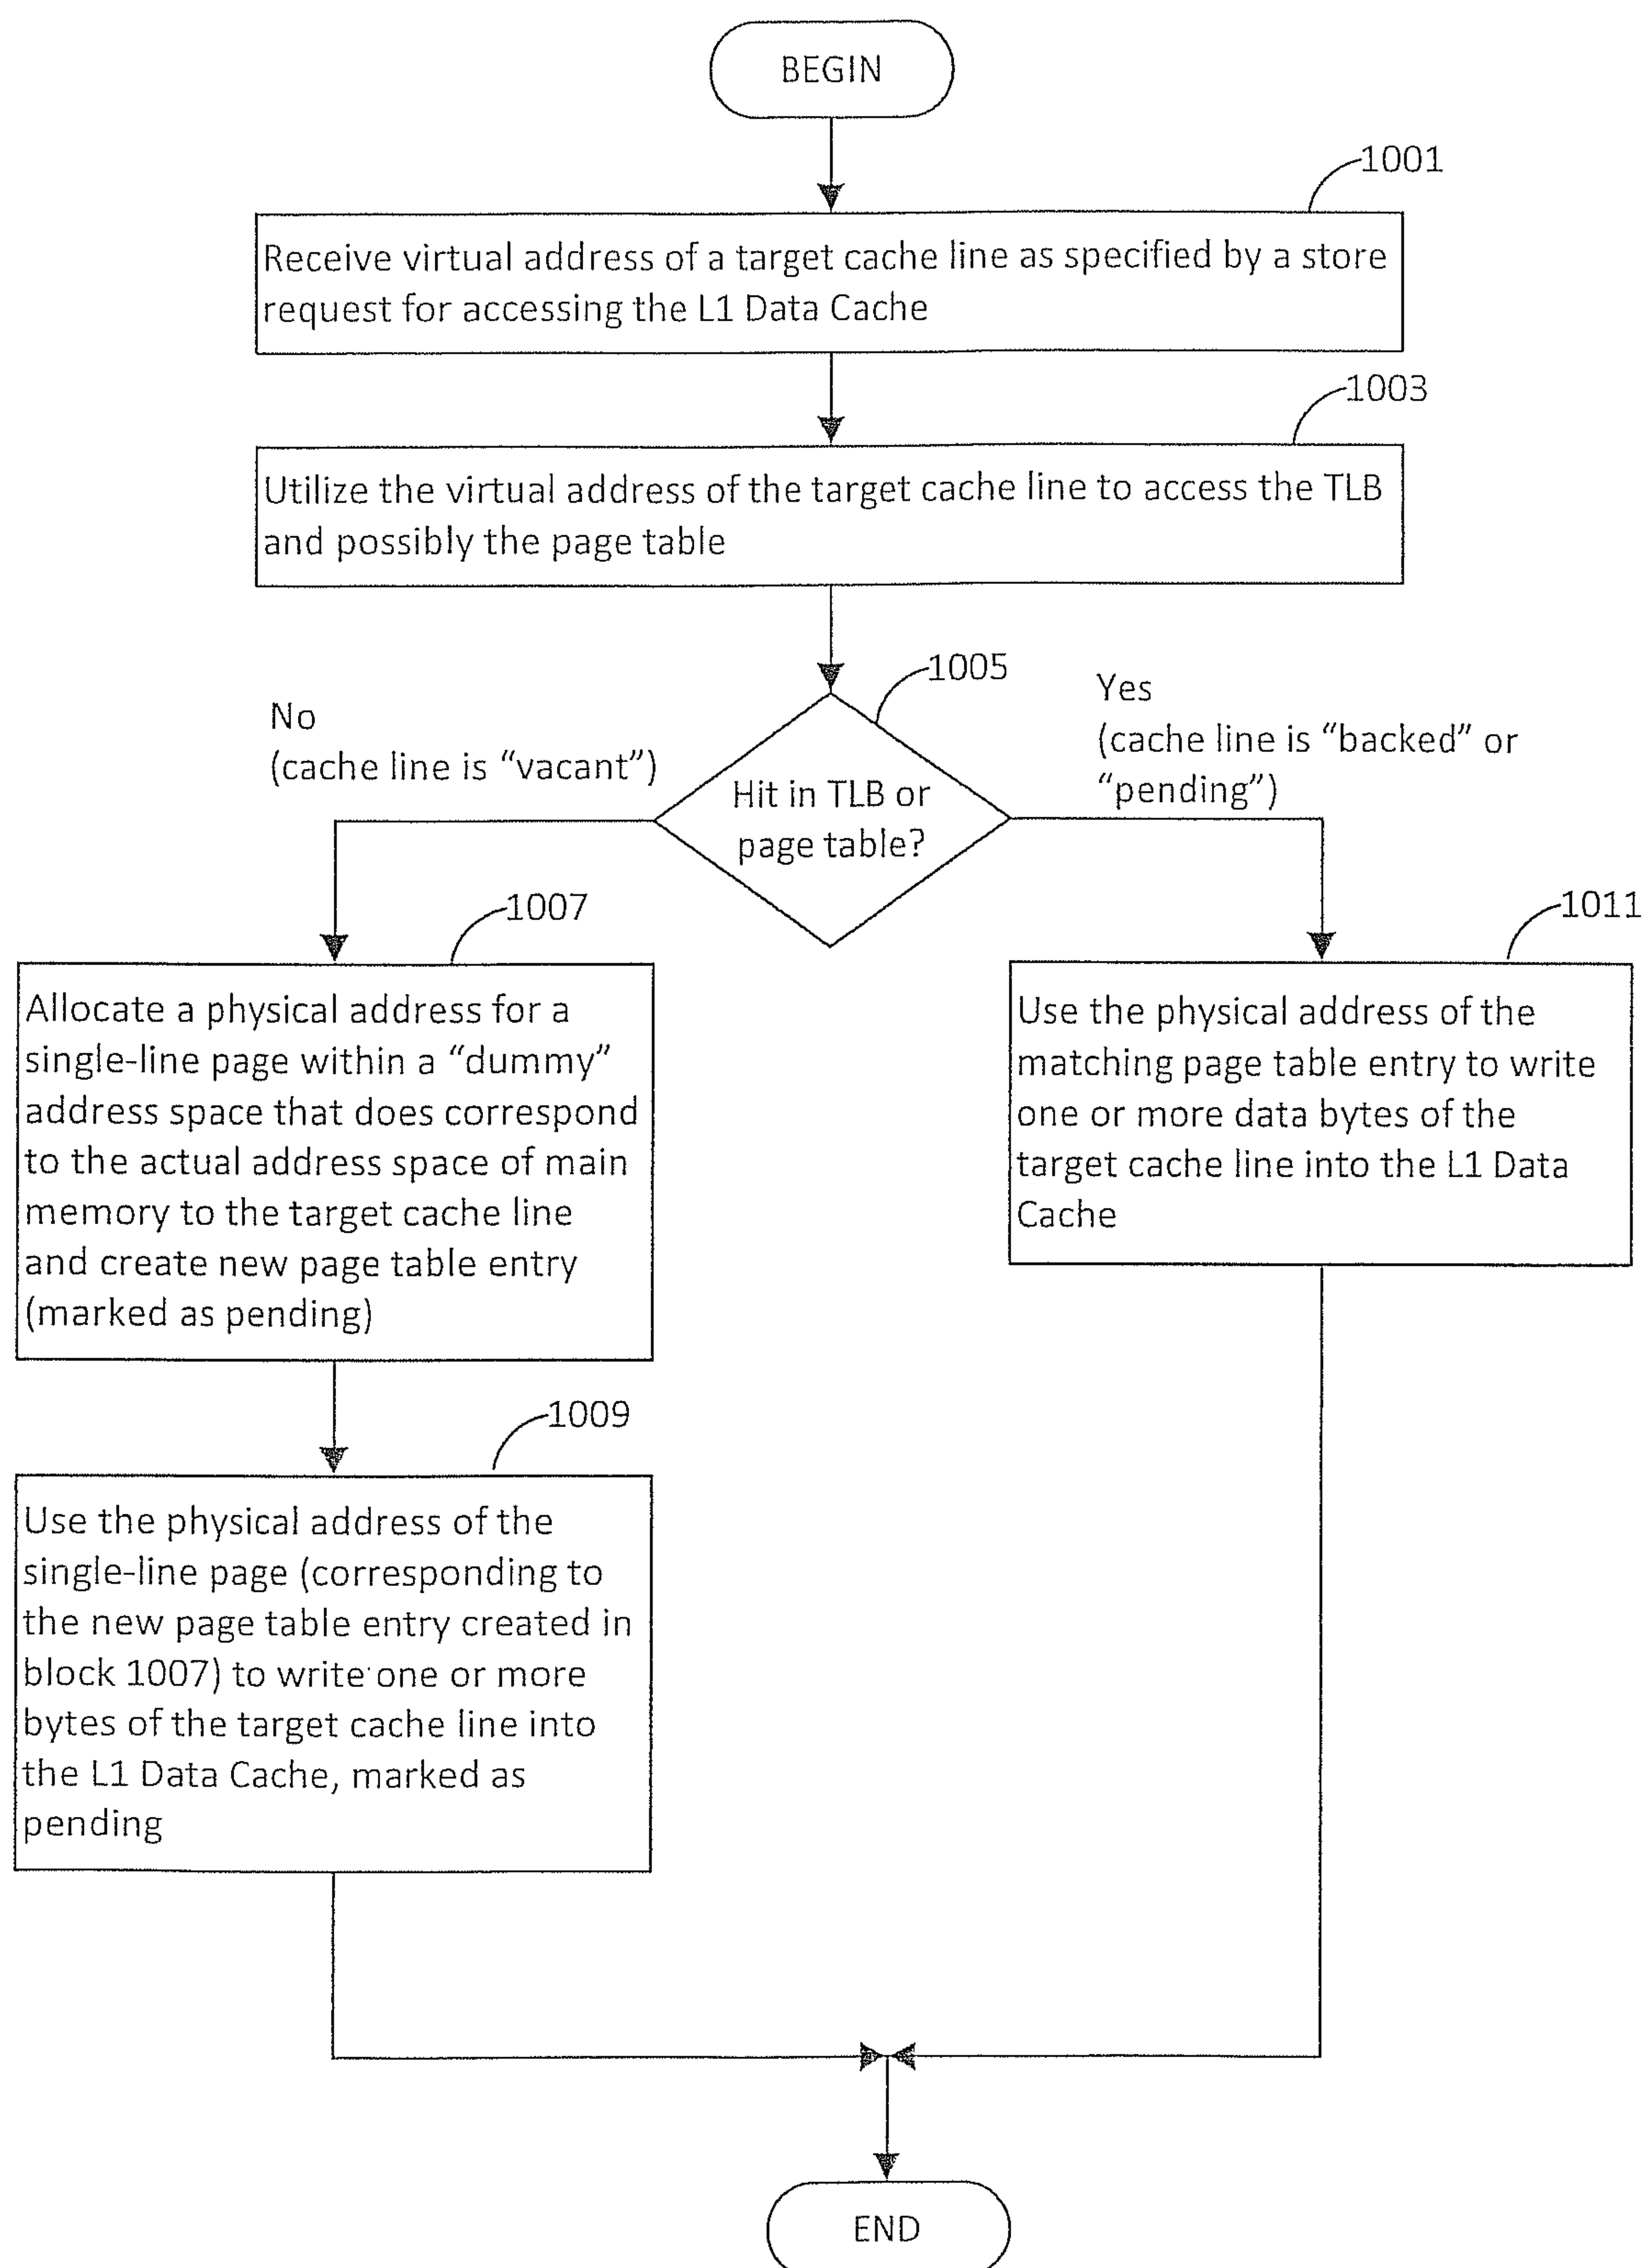 BEGIN
1001
Receive virtual address of a target cache line as specified by a store
request for accessing the L1 Data Cache
1003
Utilize the virtual address of the target cache line to access the TLB
and possibly the page table
1005
No
(cache line is “vacant”)
Hit in TLB or
page table?
Yes
(cache line is “backed” or
“pending”)
1007
Allocate a physical address for a
single-line page within a “dummy”
address space that does correspond
to the actual address space of main
memory to the target cache line
and create new page table entry
(marked as pending)
1011
Use the physical address of the
matching page table entry to write
one or more data bytes of the
target cache line into the L1 Data
Cache
1009
Use the physical address of the
single-line page (corresponding to
the new page table entry created in
block 1007) to write one or more
bytes of the target cache line into
the L1 Data Cache, marked as
pending
END